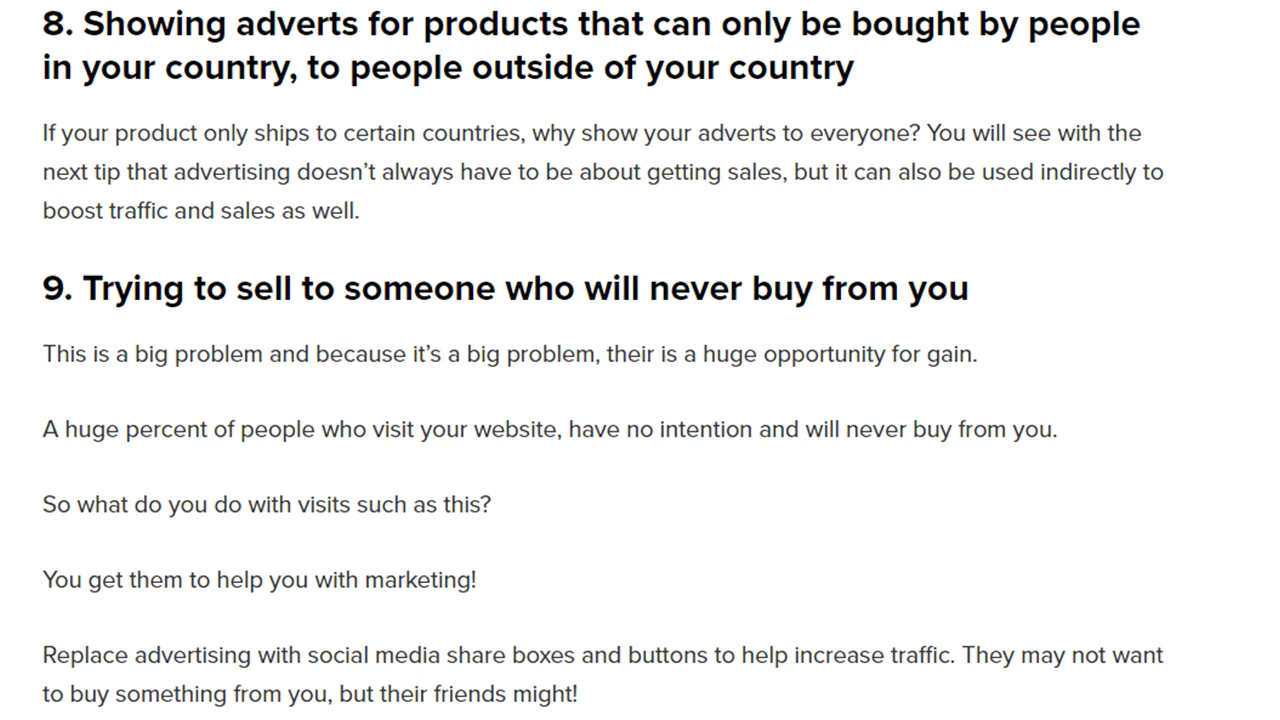 8. Showing adverts for products that can only be bought by people
in your country, to people outside of your country
If your product only ships to certain countries, why show your adverts to everyone? You will see with the
next tip that advertising doesn’t always have to be about getting sales, but it can also be used indirectly to
boost traffic and sales as well.
9. Trying to sell to someone who will never buy from you
This is a big problem and because it’s a big problem, their is a huge opportunity for gain.
A huge percent of people who visit your website, have no intention and will never buy from you.
So what do you do with visits such as this?
You get them to help you with marketing!
Replace advertising with social media share boxes and buttons to help increase traffic. They may not want
to buy something from you, but their friends might!